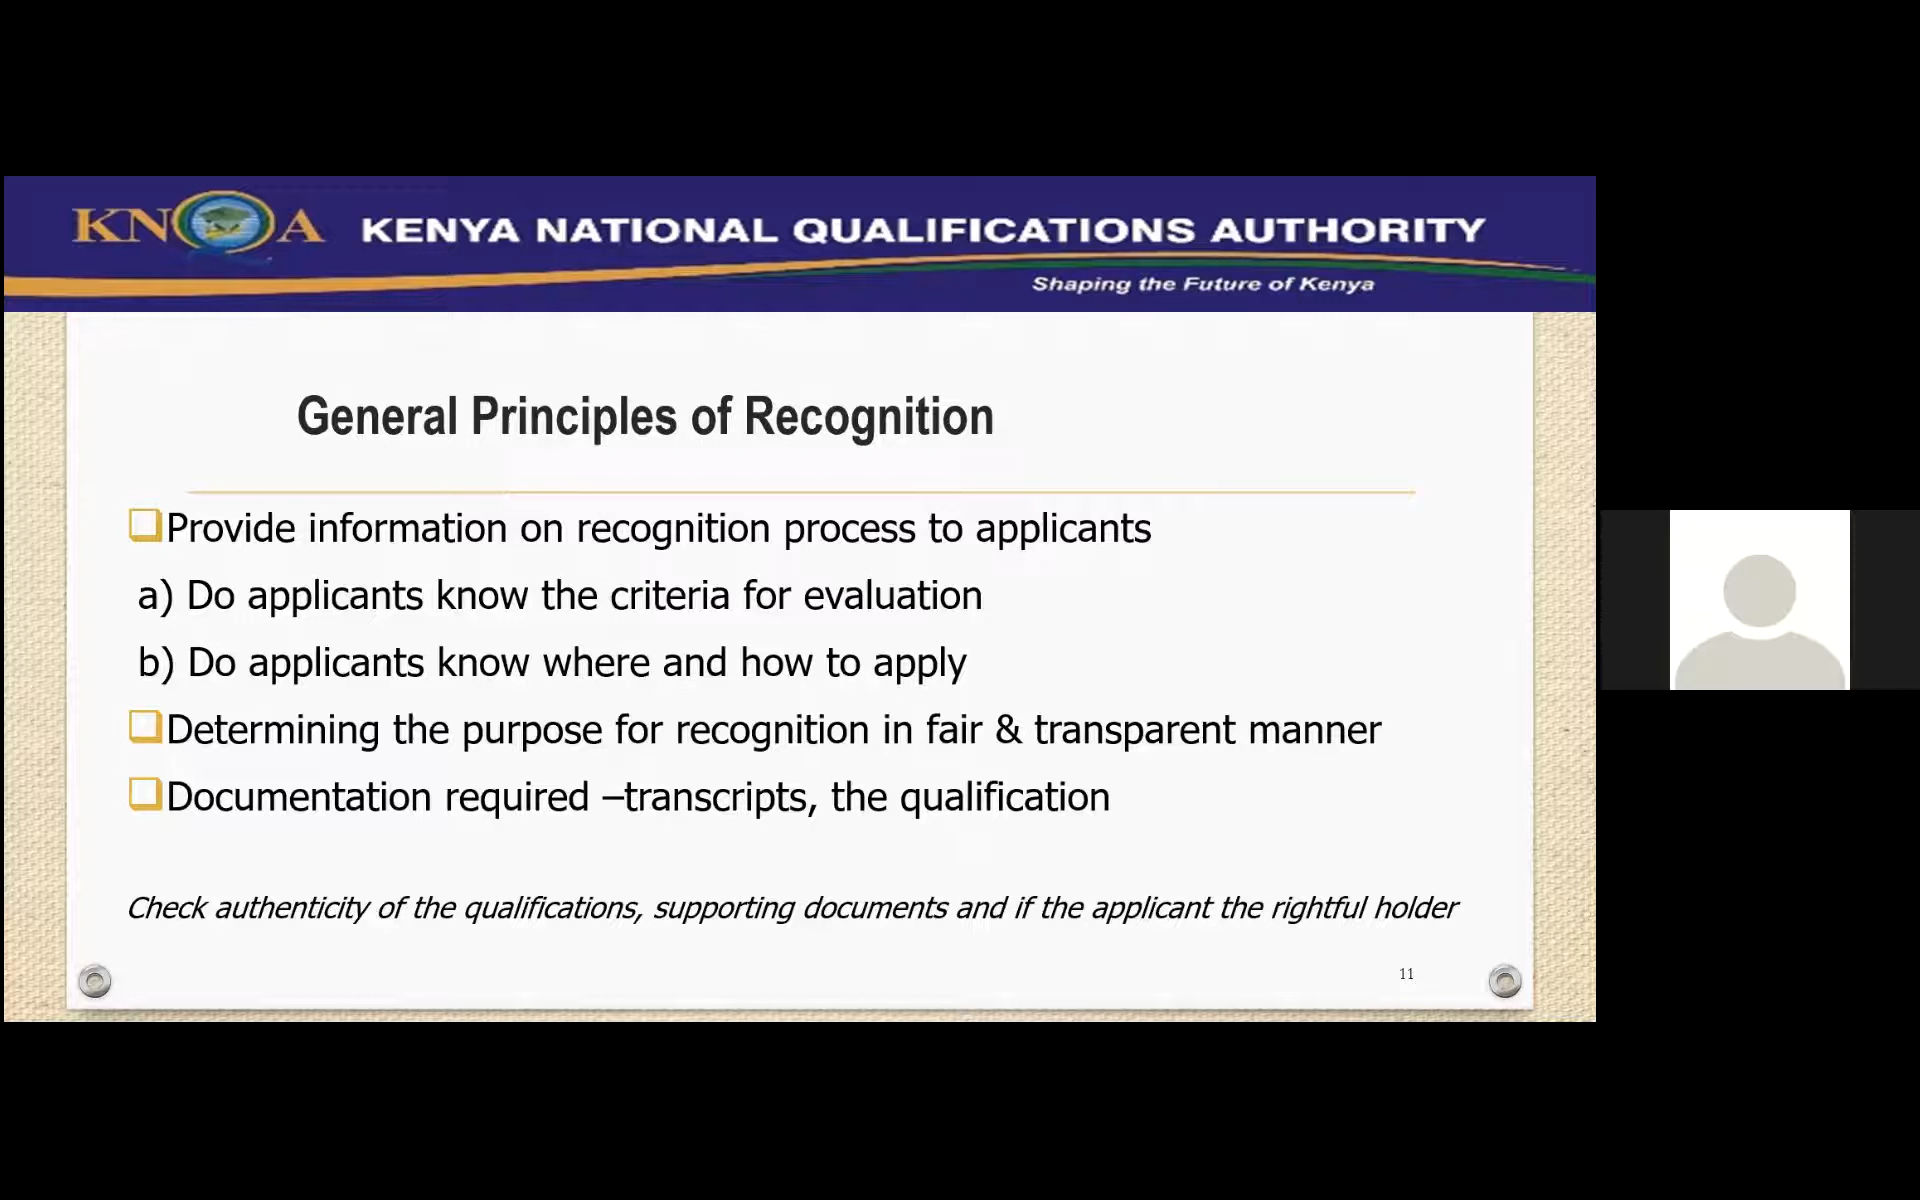 KNQA KENYA NATIONAL QUALIFICATIONS AUTHORITY
Shaping the Future of Kenya
General Principles of Recognition
Provide information on recognition process to applicants
a) Do applicants know the criteria for evaluation
b) Do applicants know where and how to apply
Determining the purpose for recognition in fair & transparent manner
Documentation required –transcripts, the qualification
Check authenticity of the qualifications, supporting documents and if the applicant the rightful holder
11